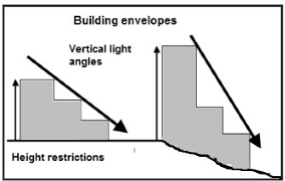 Building envelopes
Vertical light
angles
Height restrictions